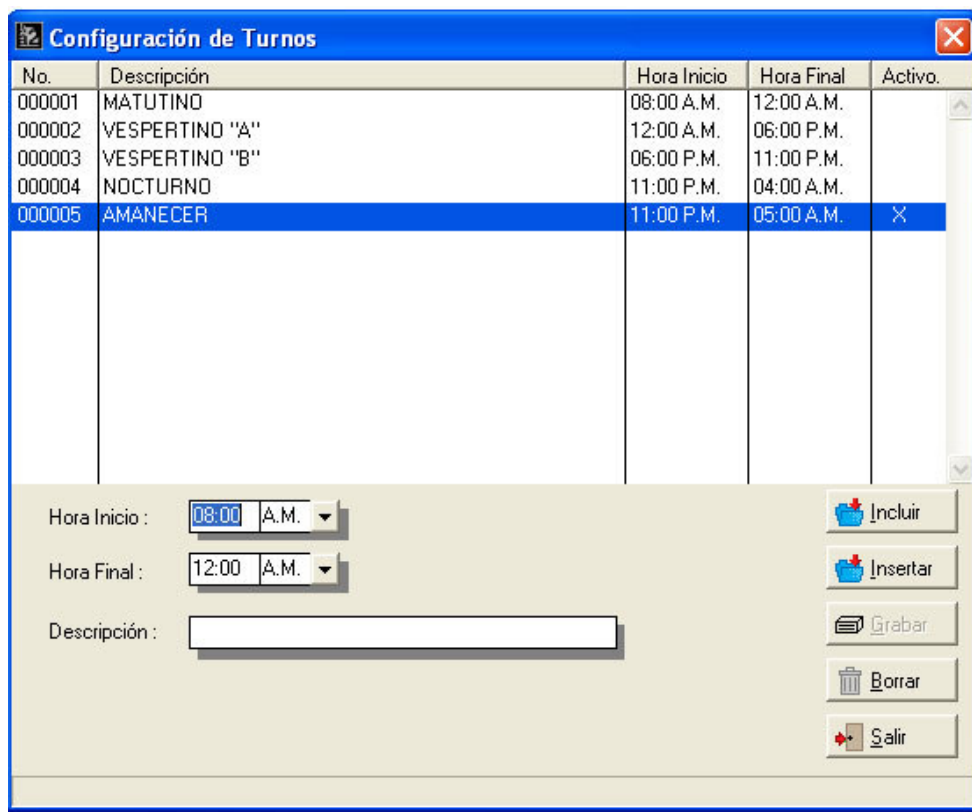 Configuración de Turnos
No. Descripción Hora Inicio Hora Final Activo.
000001 MATUTINO 08:00 A.M. 12:00 A.M.
000002 VESPERTINO "A" 12:00 A.M. 06:00 P.M.
000003 VESPERTINO "B" 06:00 P.M. 11:00 P.M.
000004 NOCTURNO 11:00 P.M. 04:00 A.M.
000005 AMANECER 11:00 P.M. 05:00 A.M. X
Hora Inicio : 08:00 A.M.
Incluir
Hora Final : 12:00 A.M.
Insertar
Descripción :
Grabar
Borrar
Salir